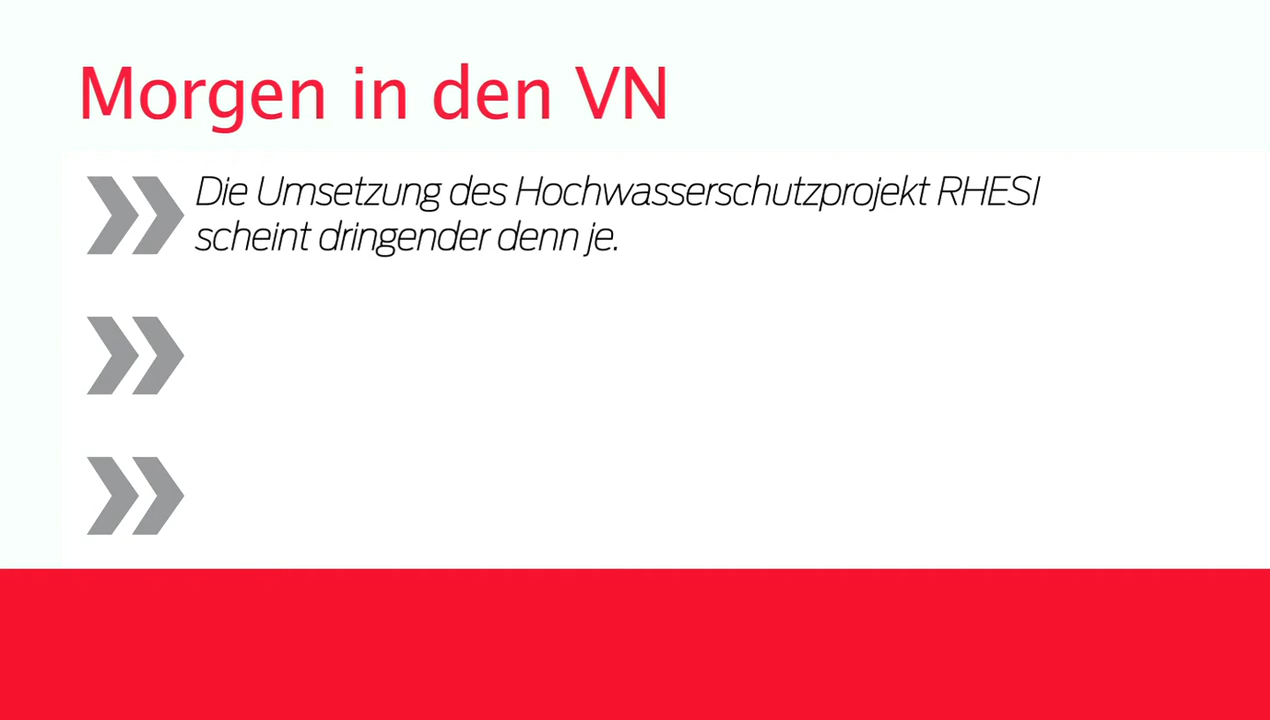 Morgen in den VN
Die Umsetzung des Hochwasserschutzprojekt RHESI
scheint dringender denn je.